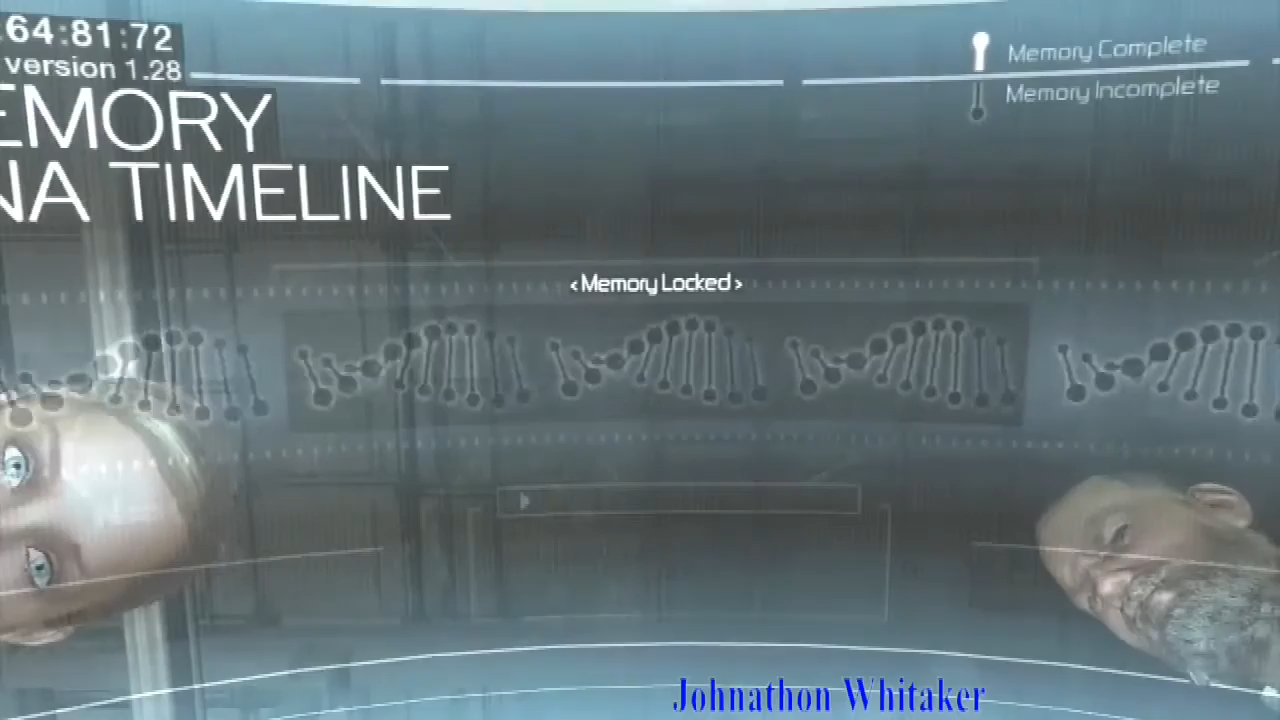 64:81:72
version 1.28
EMORY
NA TIMELINE
Memory Complete
Memory Incomplete
‹ Memory Locked ›
Johnathon Whitaker